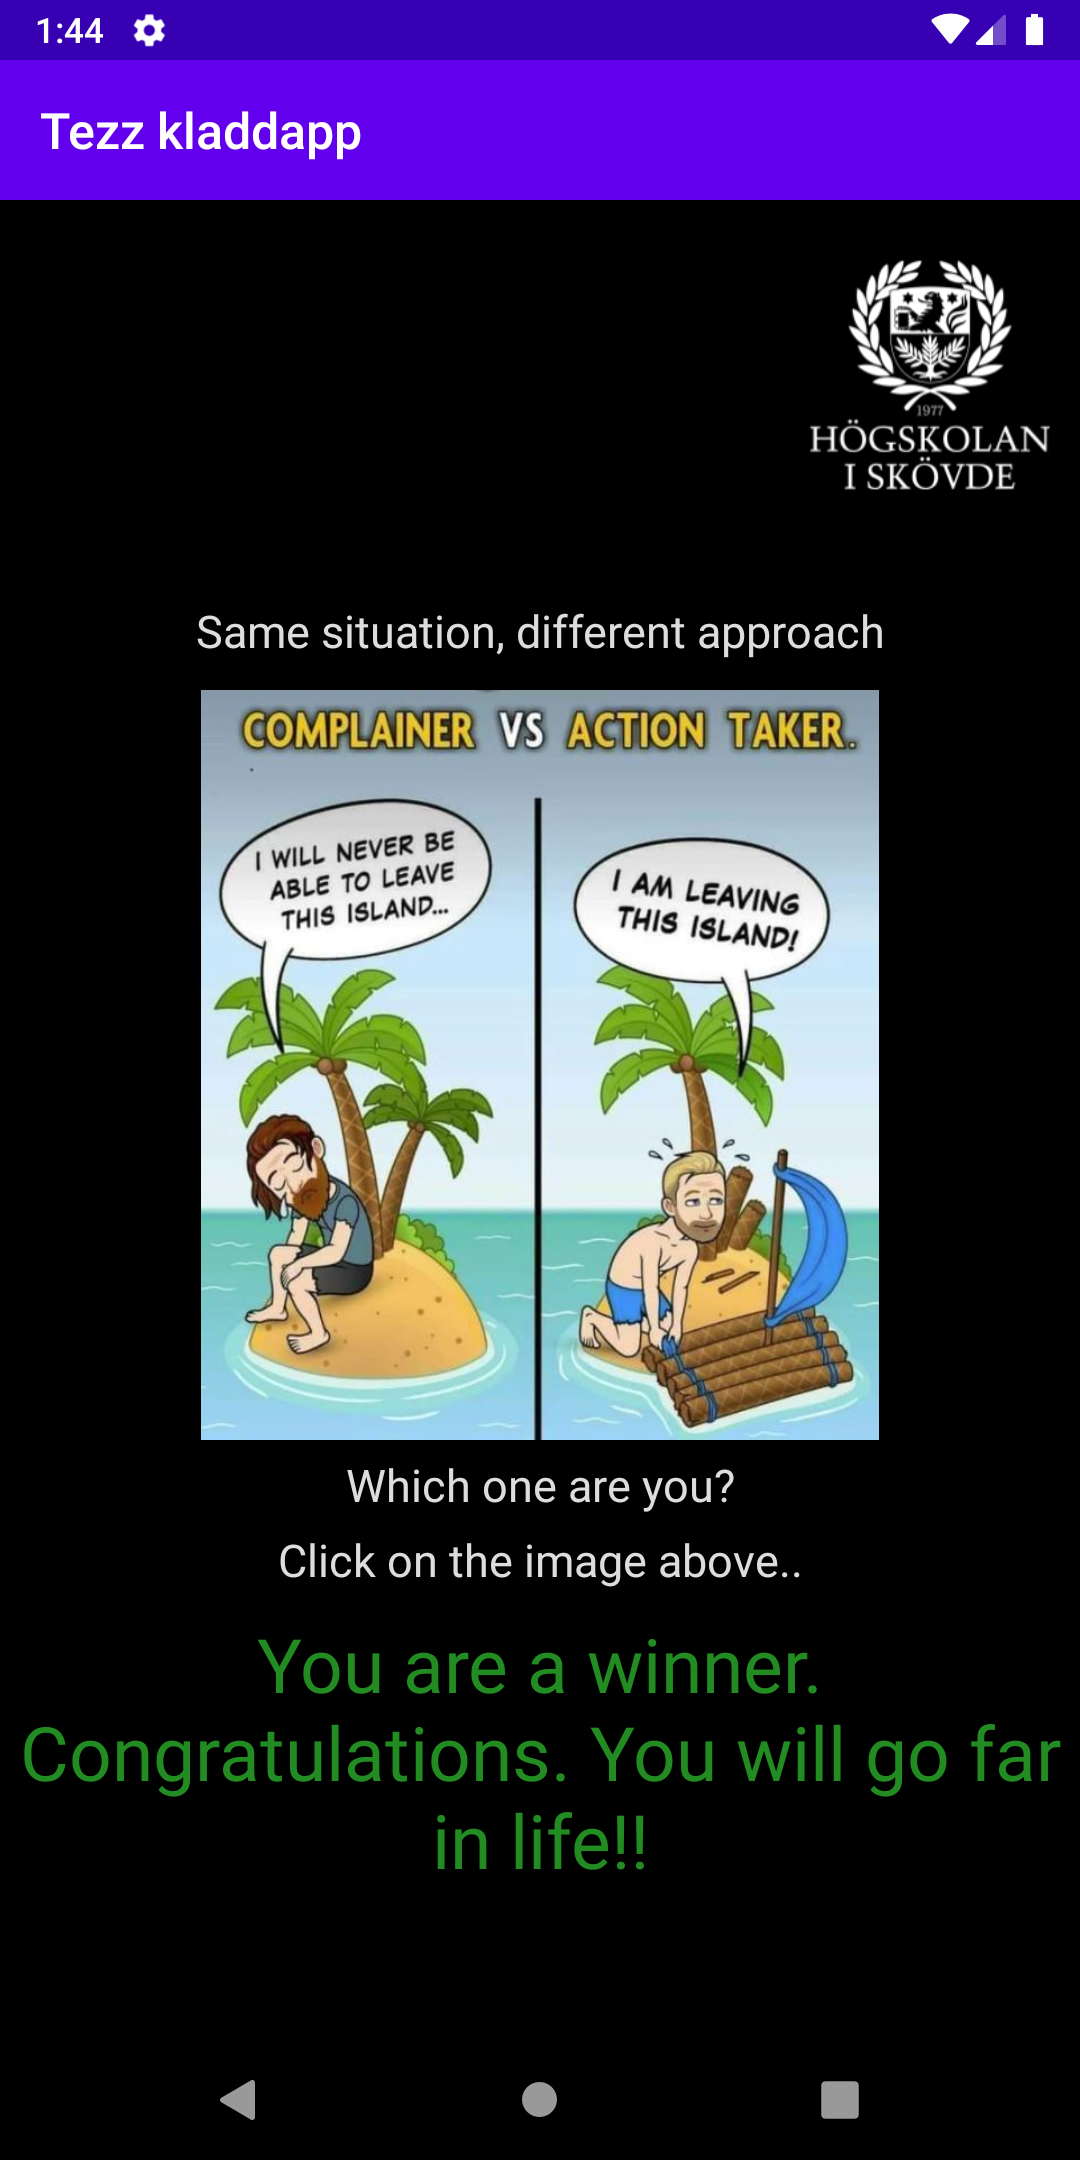 1:44
Tezz kladdapp
1977
HÖGSKOLAN
I SKÖVDE
Same situation, different approach
COMPLAINER VS ACTION TAKER.
I WILL NEVER BE
ABLE TO LEAVE
THIS ISLAND...
I AM LEAVING
THIS ISLAND!
Which one are you?
Click on the image above..
You are a winner.
Congratulations. You will go far
in life!!